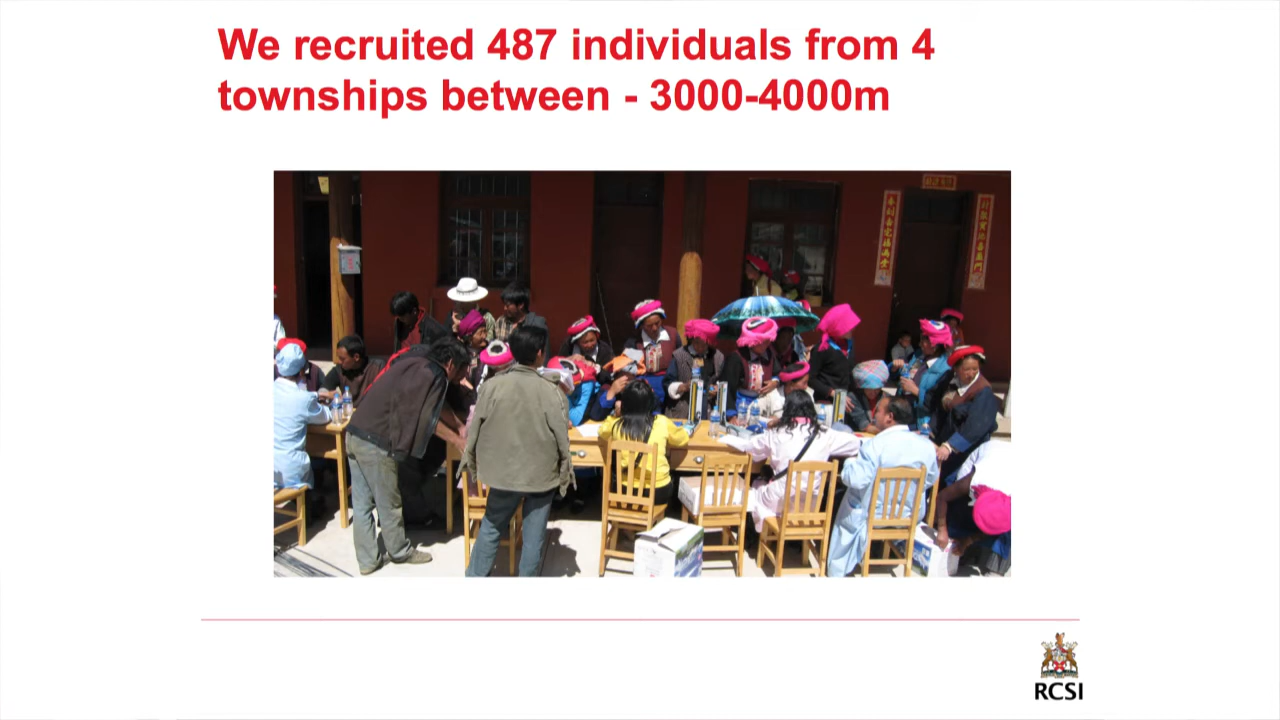 We recruited 487 individuals from 4
townships between - 3000-4000m
RCSI